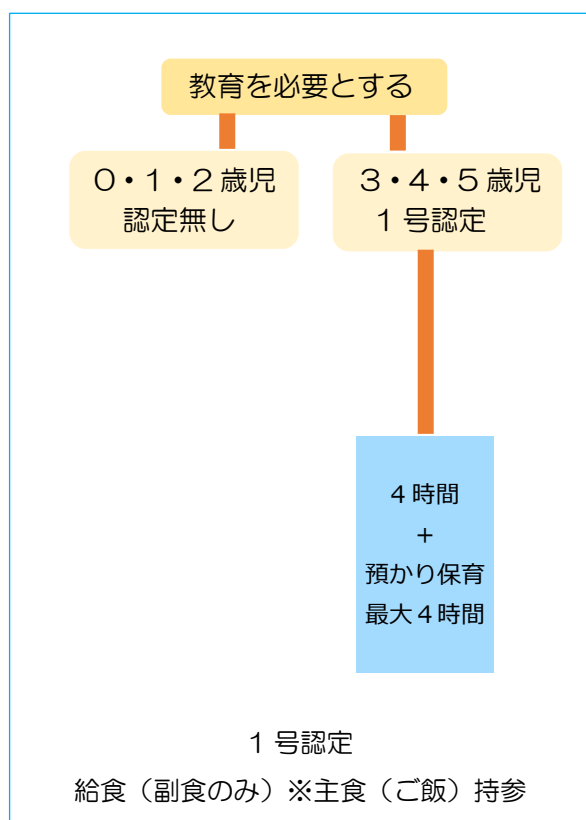 教育を必要とする
０・１・２歳児
認定無し
３・４・５歳児
１号認定
４時間
＋
預かり保育
最大４時間
１号認定
給食（副食のみ）※主食（ご飯）持参